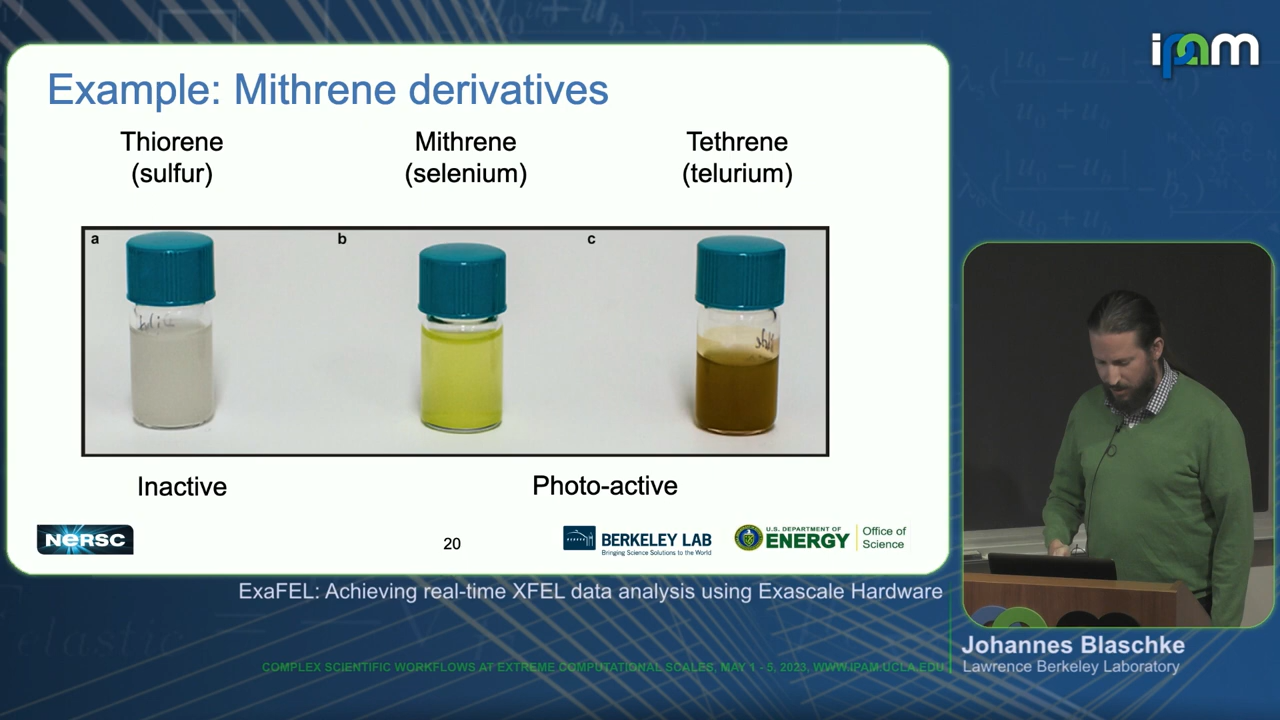 ipam
Example: Mithrene derivatives
Thiorene
(sulfur)
Mithrene
(selenium)
Tethrene
(telurium)
a
b
c
Inactive
Photo-active
NERSC
20
BERKELEY LAB
Bringing Science Solutions to the World
U.S. DEPARTMENT OF
ENERGY
Office of
Science
ExaFEL: Achieving real-time XFEL data analysis using Exascale Hardware
Johannes Blaschke
Lawrence Berkeley Laboratory
COMPLEX SCIENTIFIC WORKFLOWS AT EXTREME COMPUTATIONAL SCALES, MAY 1 - 5, 2023, WWW.IPAM.UCLA.EDU
elastic